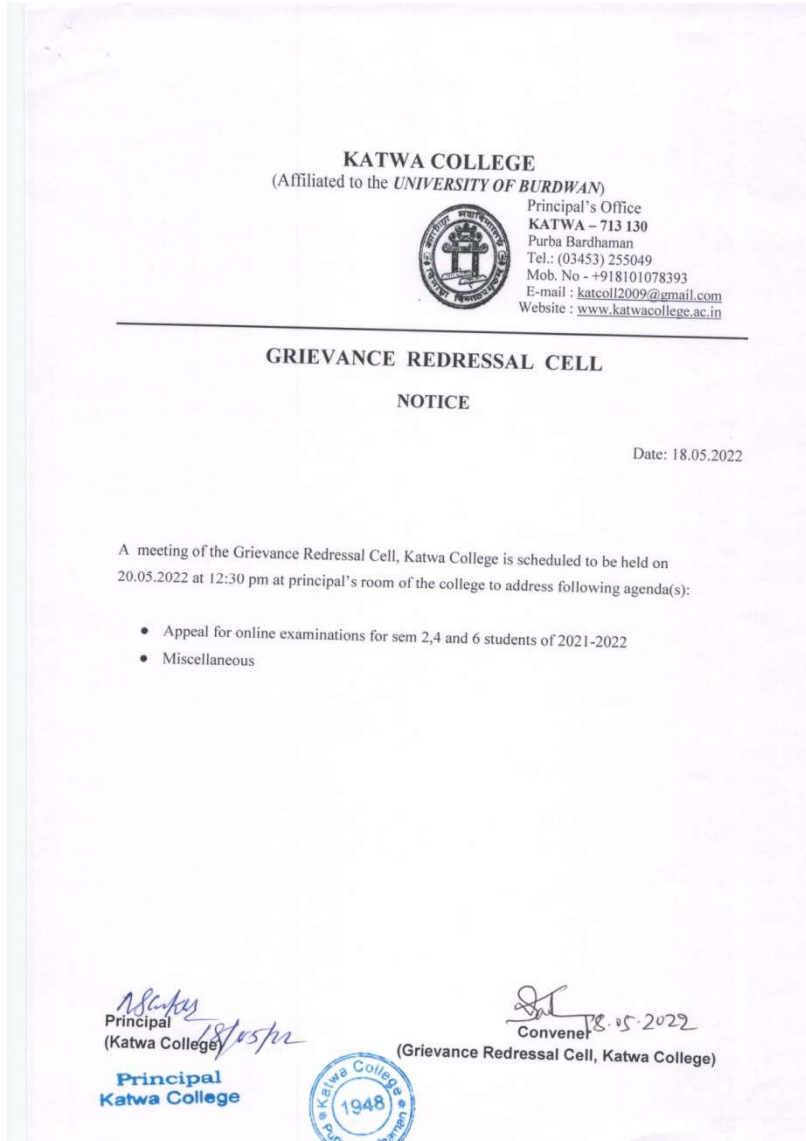 KATWA COLLEGE
(Affiliated to the UNIVERSITY OF BURDWAN)
Principal's Office
KATWA – 713 130
Purba Bardhaman
Tel.: (03453) 255049
Mob. No - +918101078393
E-mail : katcoll2009@gmail.com
Website : www.katwacollege.ac.in
GRIEVANCE REDRESSAL CELL
NOTICE
Date: 18.05.2022
A meeting of the Grievance Redressal Cell, Katwa College is scheduled to be held on
20.05.2022 at 12:30 pm at principal's room of the college to address following agenda(s):
• Appeal for online examinations for sem 2,4 and 6 students of 2021-2022
• Miscellaneous
Principal
(Katwa College)
18/05/22
Principal
Katwa College
Katwa College
1948
Convener
18.05.2022
(Grievance Redressal Cell, Katwa College)